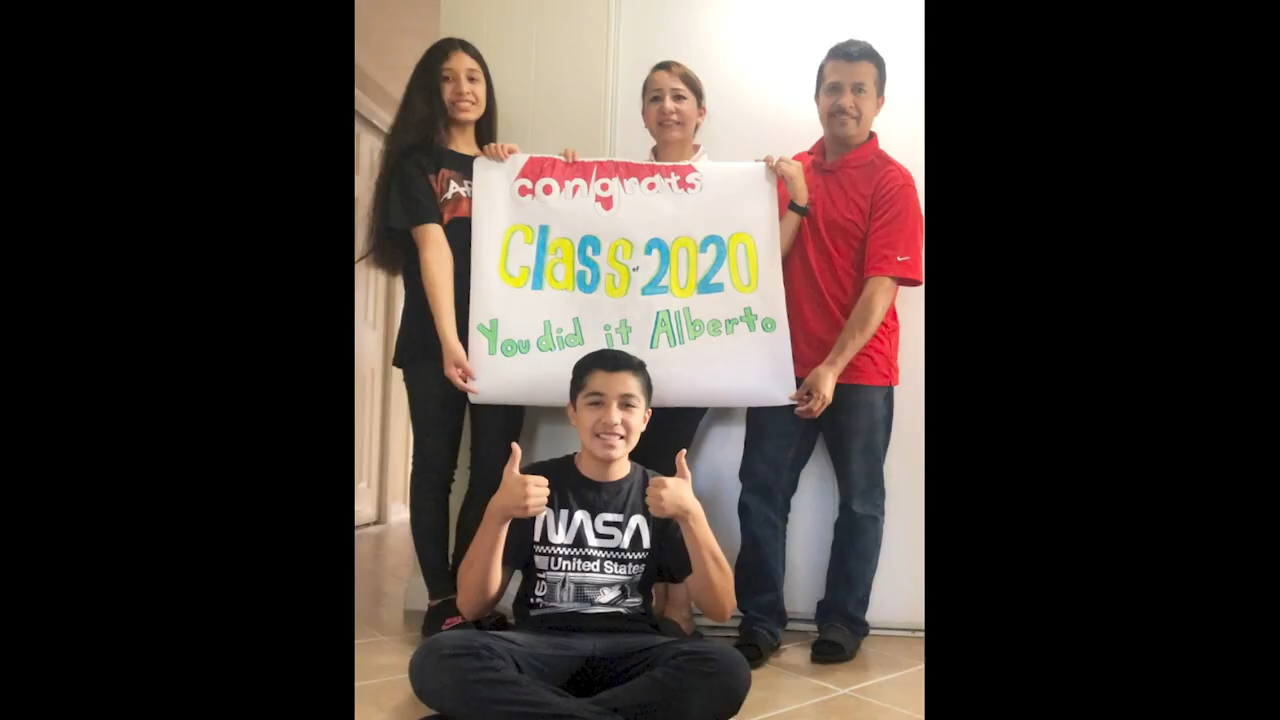 congrats
Class of 2020
You did it Alberto
NASA
United States